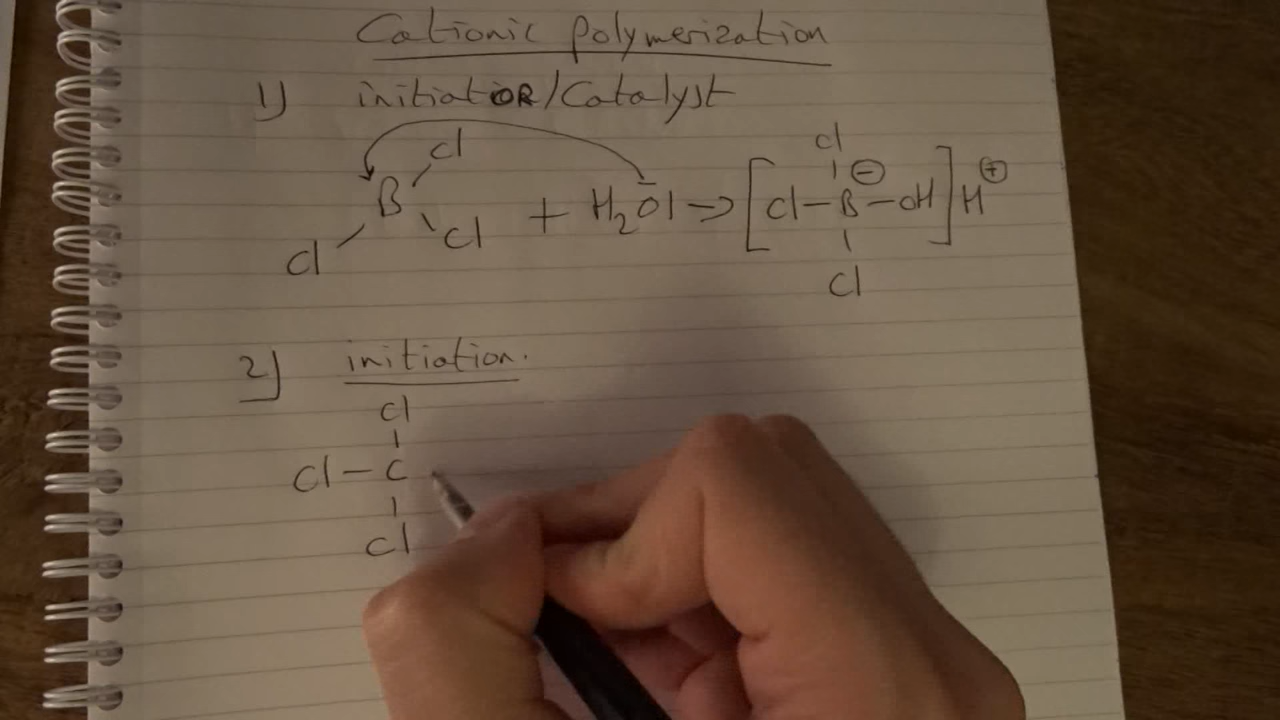 Cationic polymerization
1) initiatOR/Catalyst
Cl
B
Cl
Cl
+ H₂O → [Cl-B-OH]H⊕
Cl
⊖
Cl
2) initiation.
Cl
Cl-C
Cl